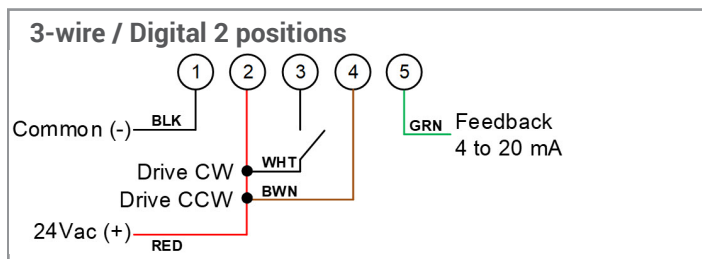 3-wire / Digital 2 positions
1 2 3 4 5
Common (-) BLK GRN Feedback
4 to 20 mA
Drive CW WHT
Drive CCW BWN
24Vac (+) RED